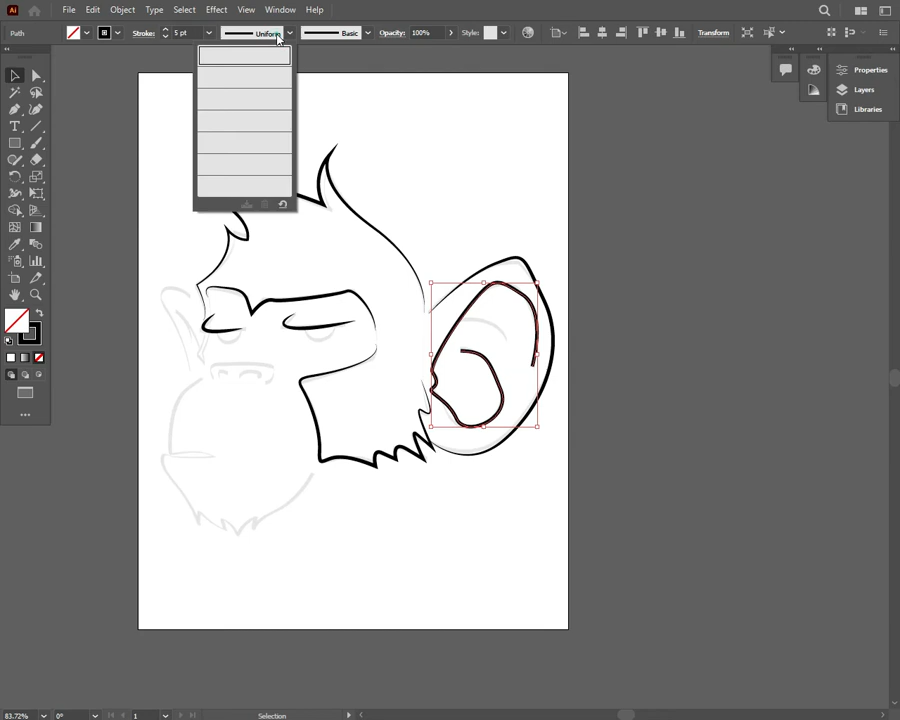 Ai File Edit Object Type Select Effect View Window Help
Path Stroke: 5 pt Uniform Basic Opacity: 100% Style: Transform
Properties
Layers
Libraries
83.72% 0° 1 Selection